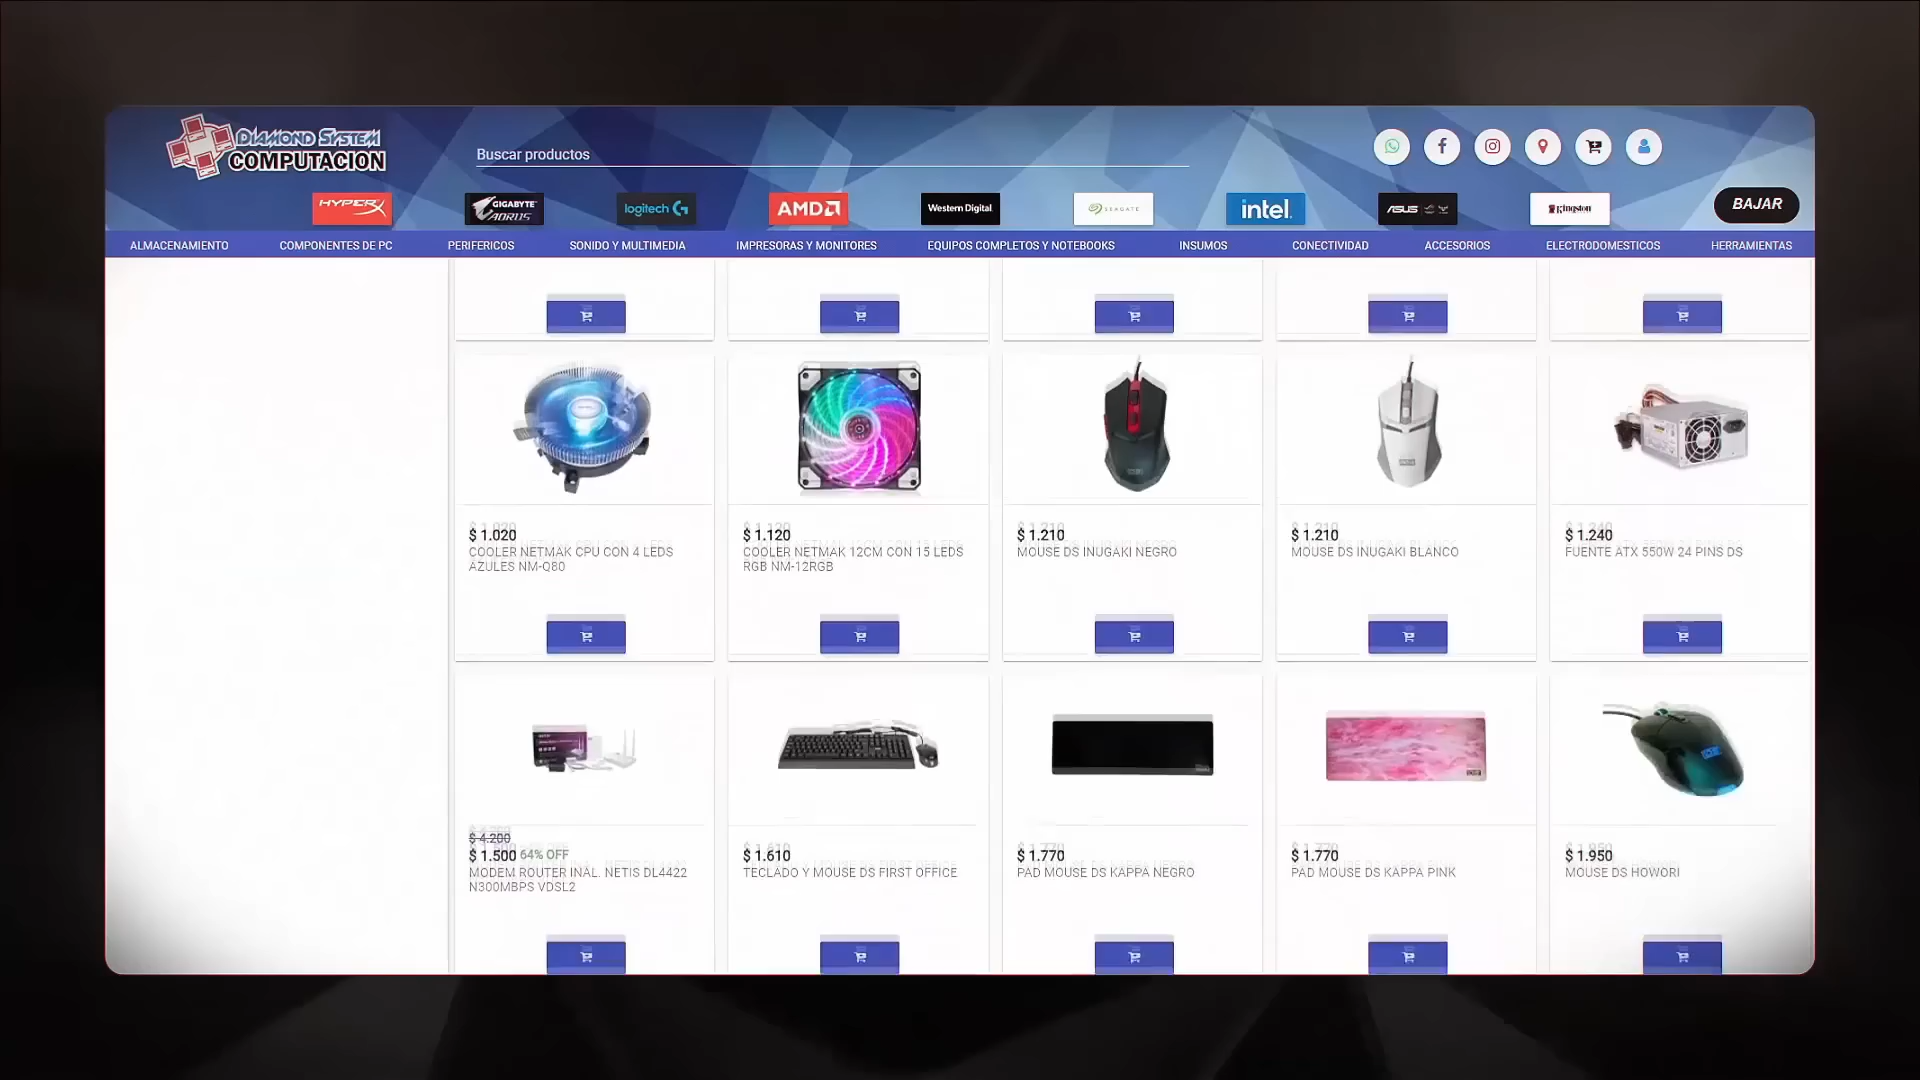 DIAMOND SYSTEM
COMPUTACION
Buscar productos
HYPERX
GIGABYTE
AORUS
logitech G
AMD
Western Digital
SEAGATE
intel
ASUS
Kingston
BAJAR
ALMACENAMIENTO
COMPONENTES DE PC
PERIFERICOS
SONIDO Y MULTIMEDIA
IMPRESORAS Y MONITORES
EQUIPOS COMPLETOS Y NOTEBOOKS
INSUMOS
CONECTIVIDAD
ACCESORIOS
ELECTRODOMESTICOS
HERRAMIENTAS
$ 1.020
COOLER NETMAK CPU CON 4 LEDS
AZULES NM-Q80
$ 1.120
COOLER NETMAK 12CM CON 15 LEDS
RGB NM-12RGB
$ 1.210
MOUSE DS INUGAKI NEGRO
$ 1.210
MOUSE DS INUGAKI BLANCO
$ 1.240
FUENTE ATX 550W 24 PINS DS
$ 4.200
$ 1.500 64% OFF
MODEM ROUTER INAL. NETIS DL4422
N300MBPS VDSL2
$ 1.610
TECLADO Y MOUSE DS FIRST OFFICE
$ 1.770
PAD MOUSE DS KAPPA NEGRO
$ 1.770
PAD MOUSE DS KAPPA PINK
$ 1.950
MOUSE DS HOWORI